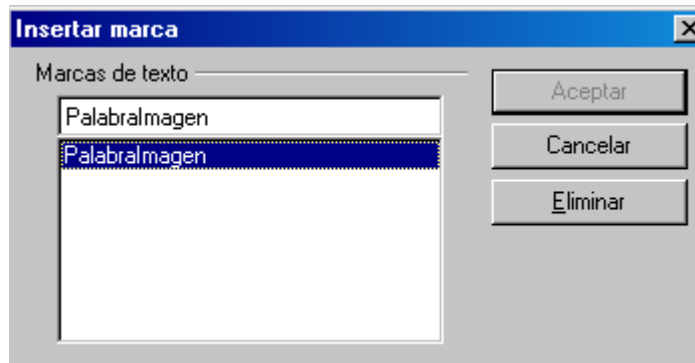 Insertar marca
Marcas de texto
PalabraImagen
PalabraImagen
Aceptar
Cancelar
Eliminar